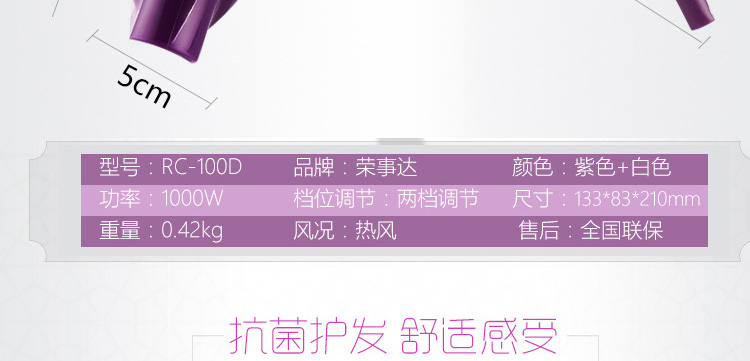 5cm
型号：RC-100D 品牌：荣事达 颜色：紫色+白色
功率：1000W 档位调节：两档调节 尺寸：133*83*210mm
重量：0.42kg 风况：热风 售后：全国联保
抗菌护发 舒适感受